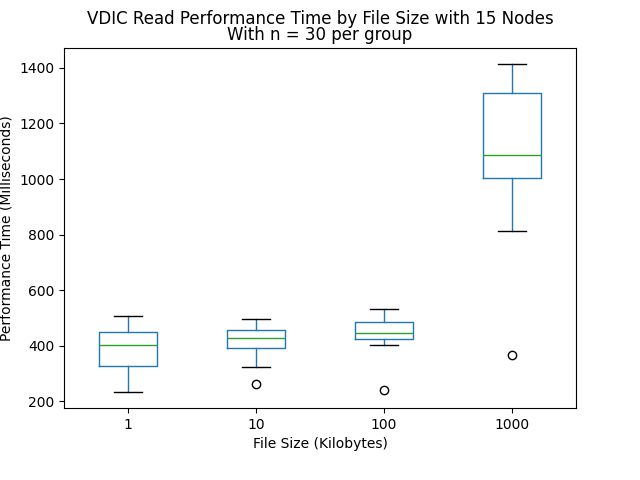 VDIC Read Performance Time by File Size with 15 Nodes
With n = 30 per group
Performance Time (Milliseconds)
1400
1200
1000
800
600
400
200
1 10 100 1000
File Size (Kilobytes)